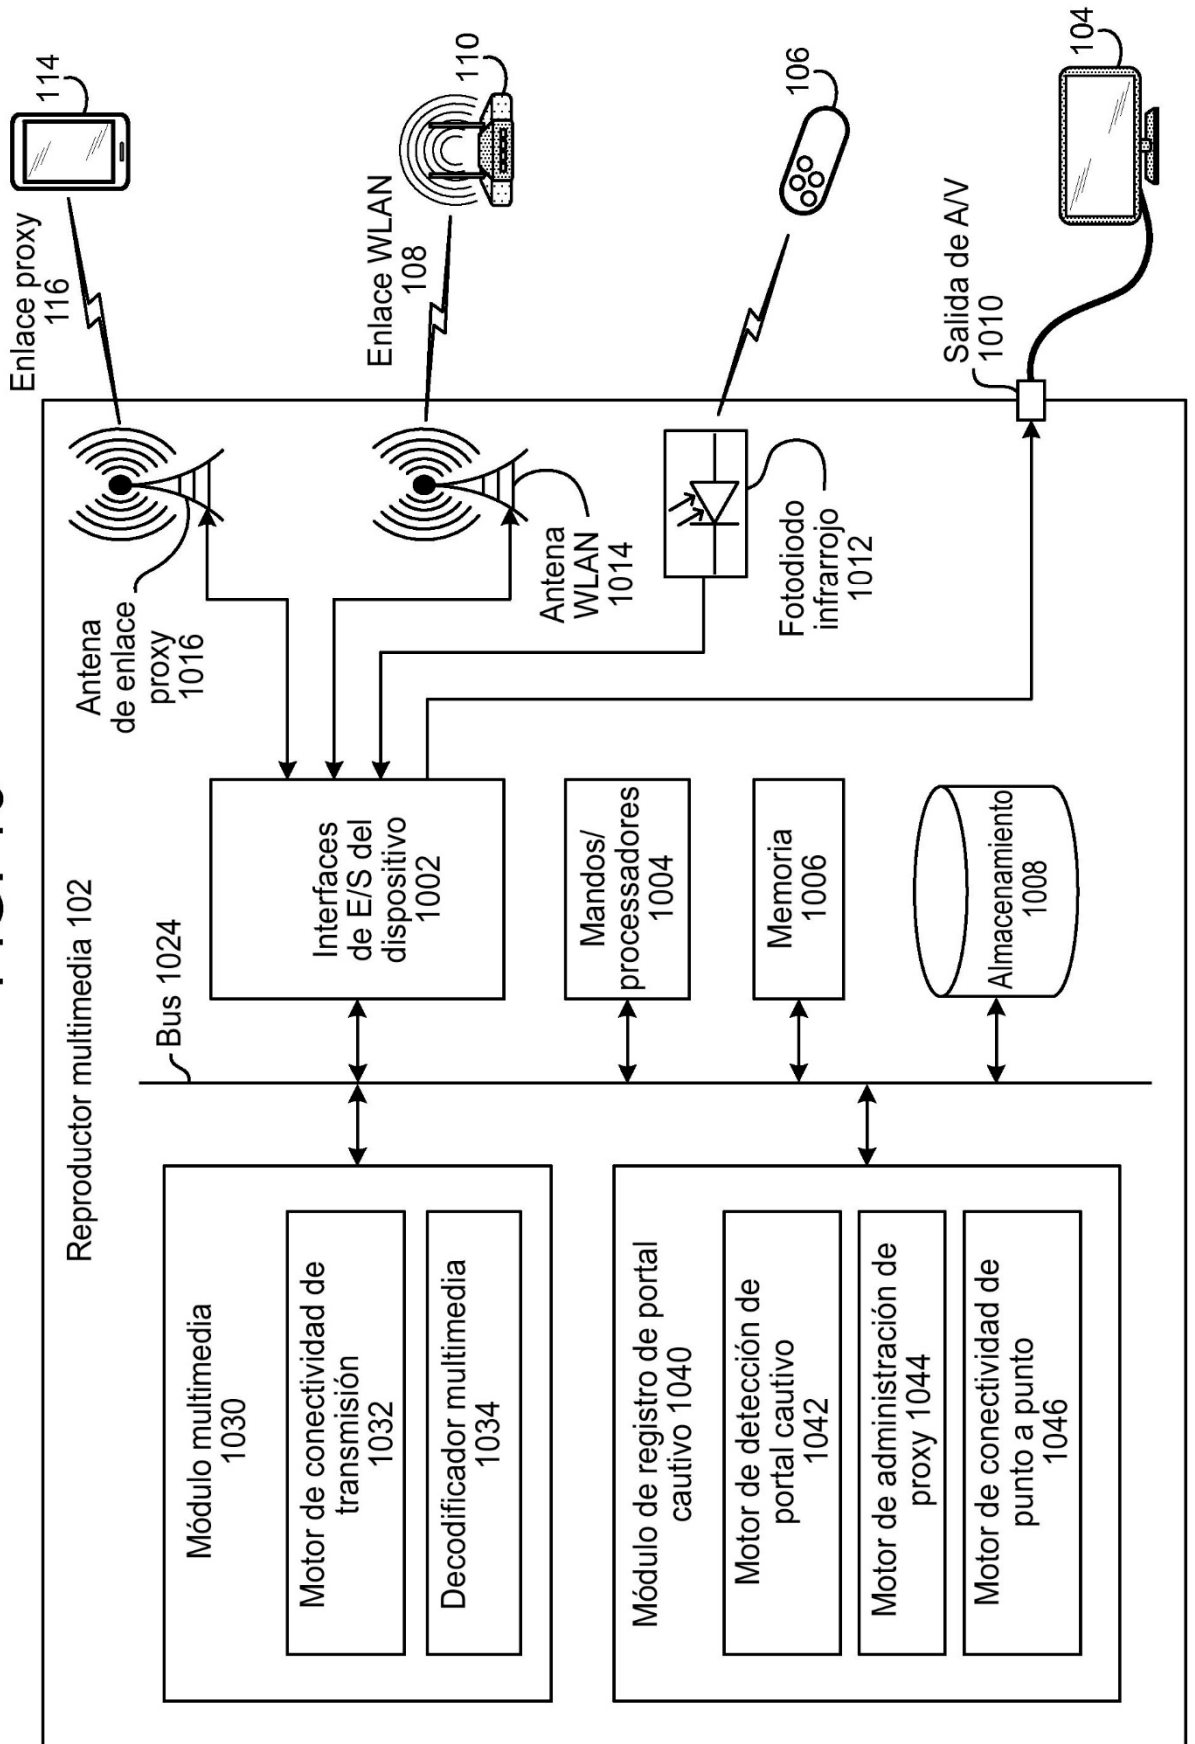 Reproductor multimedia 102
Módulo multimedia
1030
Motor de conectividad de
transmisión
1032
Decodificador multimedia
1034
Módulo de registro de portal
cautivo 1040
Motor de detección de
portal cautivo
1042
Motor de administración de
proxy 1044
Motor de conectividad de
punto a punto
1046
Bus 1024
Interfaces
de E/S del
dispositivo
1002
Mandos/
processadores
1004
Memoria
1006
Almacenamiento
1008
Antena
de enlace
proxy
1016
Antena
WLAN
1014
Fotodiodo
infrarrojo
1012
Salida de A/V
1010
Enlace proxy
116
Enlace WLAN
108
114
110
106
104